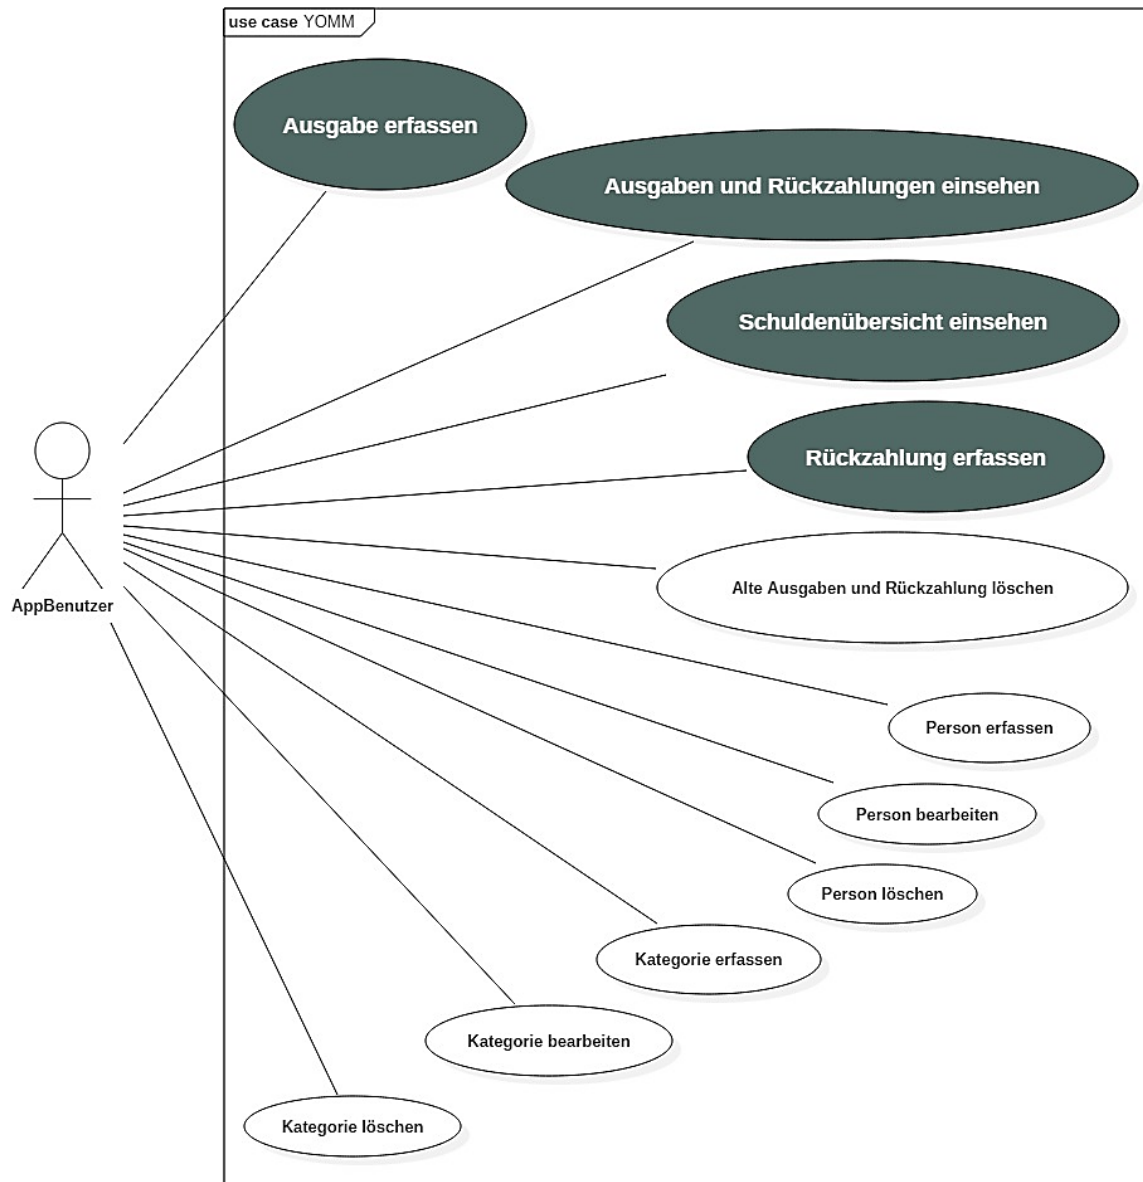 use case YOMM
Ausgabe erfassen
Ausgaben und Rückzahlungen einsehen
Schuldenübersicht einsehen
Rückzahlung erfassen
Alte Ausgaben und Rückzahlung löschen
AppBenutzer
Person erfassen
Person bearbeiten
Person löschen
Kategorie erfassen
Kategorie bearbeiten
Kategorie löschen